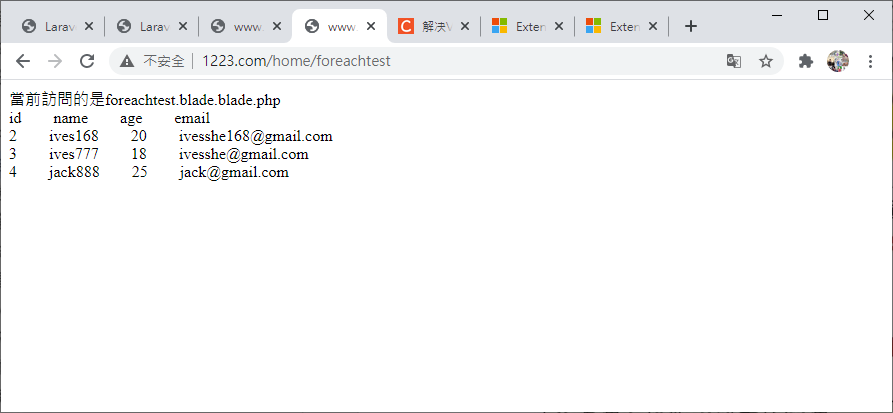 Larav
Larav
www.
www.
C 解决V
Exter
Exter
不安全 1223.com/home/foreachtest
當前訪問的是foreachtest.blade.blade.php
id name age email
2 ives168 20 ivesshe168@gmail.com
3 ives777 18 ivesshe@gmail.com
4 jack888 25 jack@gmail.com